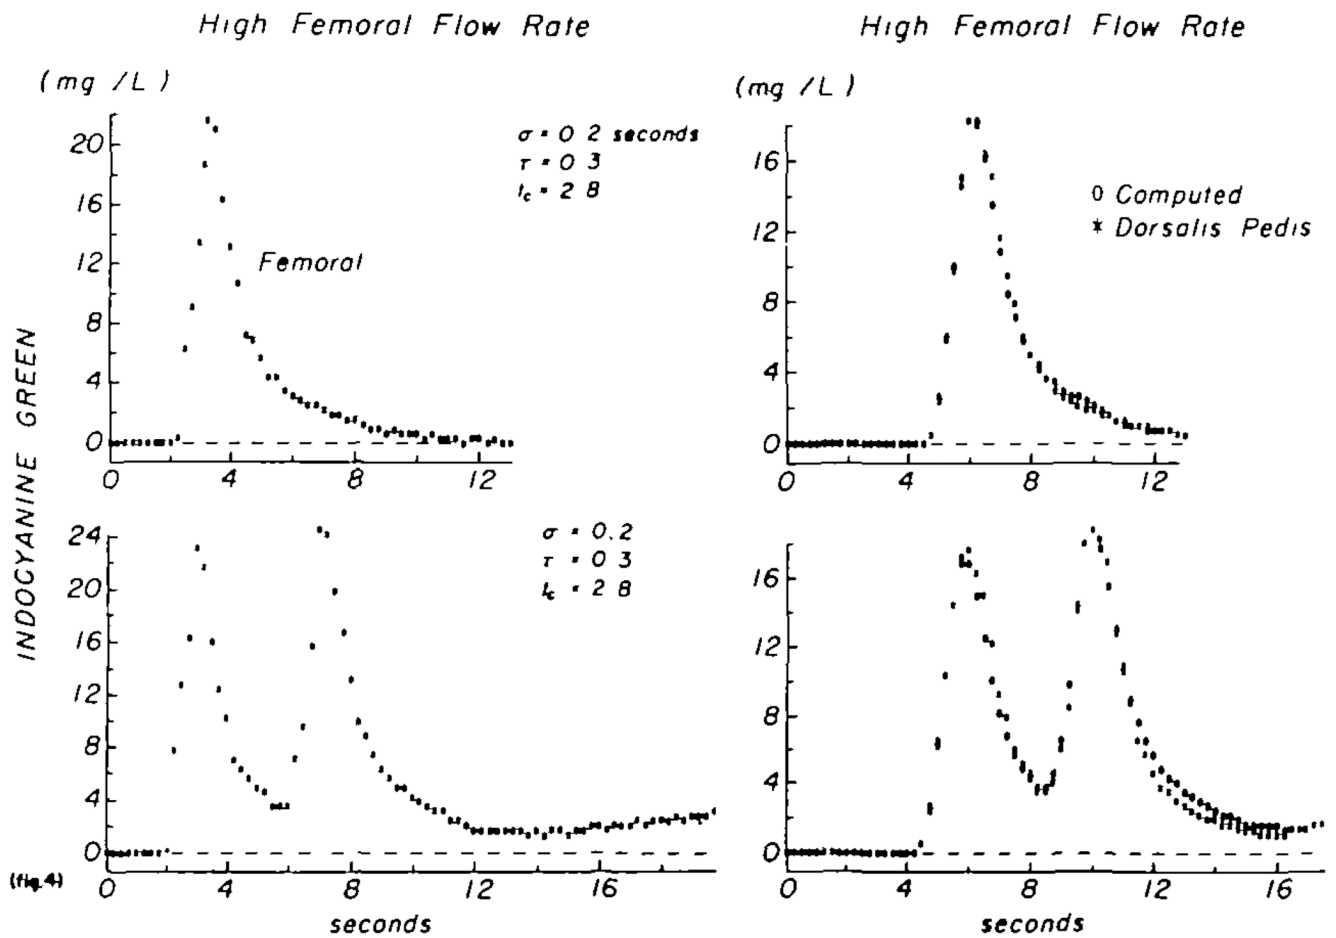 High Femoral Flow Rate
High Femoral Flow Rate
(mg /L)
(mg /L)
σ = 0 2 seconds
τ = 0 3
t_c = 2 8
Femoral
0 Computed
* Dorsalis Pedis
20
16
12
8
4
0
0 4 8 12
16
12
8
4
0
0 4 8 12
INDOCYANINE GREEN
σ = 0.2
τ = 0 3
t_c = 2 8
24
20
16
12
8
4
0
0 4 8 12 16
seconds
16
12
8
4
0
0 4 8 12 16
seconds
(fig.4)